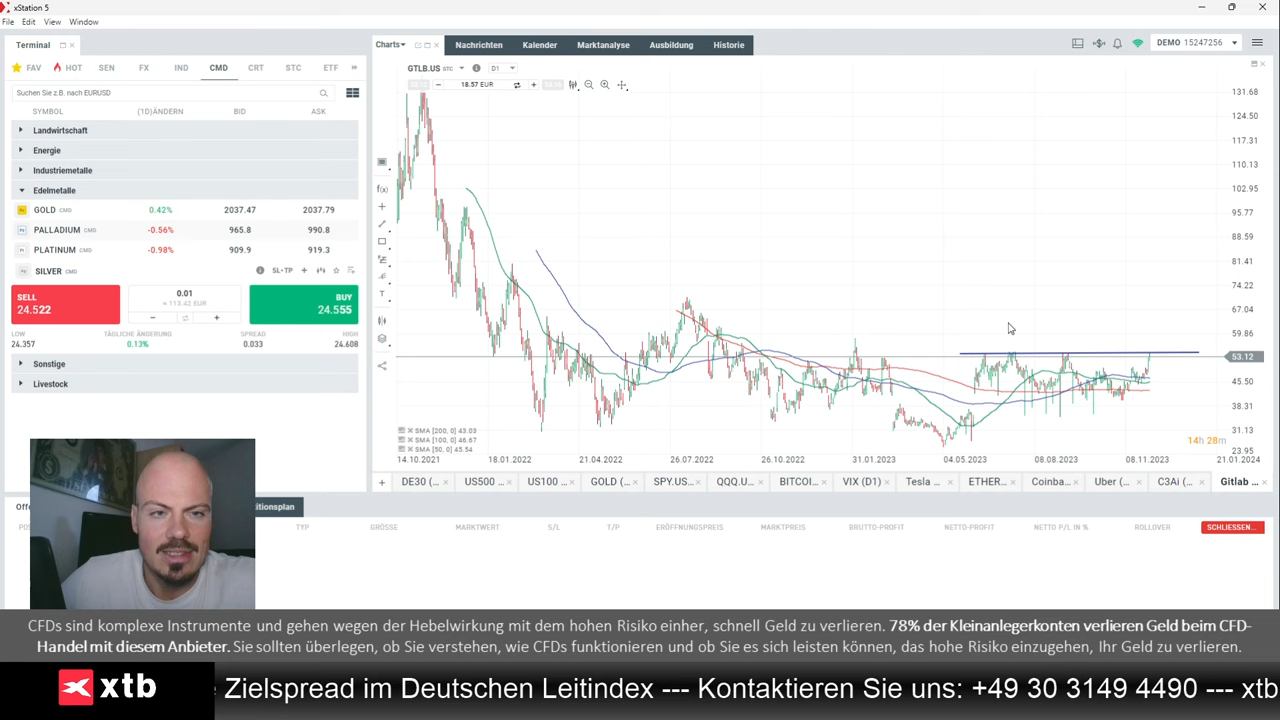 xStation 5
File Edit View Window
Terminal
FAV HOT SEN FX IND CMD CRT STC ETF
Suchen Sie z.B. nach EURUSD
SYMBOL (1D)ÄNDERN BID ASK
Landwirtschaft
Energie
Industriemetalle
Edelmetalle
GOLD CMD 0.42% 2037.47 2037.79
PALLADIUM CMD -0.56% 965.8 990.8
PLATINUM CMD -0.98% 909.9 919.3
SILVER CMD SL+TP
SELL 24.522
0.01
≈ 113.42 EUR
BUY 24.555
LOW TÄGLICHE ÄNDERUNG SPREAD HIGH
24.357 0.13% 0.033 24.608
Sonstige
Livestock
Charts Nachrichten Kalender Marktanalyse Ausbildung Historie
DEMO 15247256
GTLB.US STC D1
18.57 EUR
131.68
124.50
117.31
110.13
102.95
95.77
88.59
81.41
74.22
67.04
59.86
53.12
45.50
38.31
31.13
23.95
SMA [200, 0] 43.03
SMA [100, 0] 46.67
SMA [50, 0] 45.54
14h 28m
14.10.2021 18.01.2022 21.04.2022 26.07.2022 26.10.2022 31.01.2023 04.05.2023 08.08.2023 08.11.2023 21.01.2024
DE30 (... US500 ... US100 ... GOLD (... SPY.US... QQQ.U... BITCOI... VIX (D1) Tesla ... ETHER... Coinba... Uber (... C3Ai (... Gitlab ...
TYP GRÖSSE MARKTWERT S/L T/P ERÖFFNUNGSPREIS MARKTPREIS BRUTTO-PROFIT NETTO-PROFIT NETTO P/L IN % ROLLOVER SCHLIESSEN...
CFDs sind komplexe Instrumente und gehen wegen der Hebelwirkung mit dem hohen Risiko einher, schnell Geld zu verlieren. 78% der Kleinanlegerkonten verlieren Geld beim CFD-
Handel mit diesem Anbieter. Sie sollten überlegen, ob Sie verstehen, wie CFDs funktionieren und ob Sie es sich leisten können, das hohe Risiko einzugehen, Ihr Geld zu verlieren.
xtb
Zielspread im Deutschen Leitindex --- Kontaktieren Sie uns: +49 30 3149 4490 --- xtb